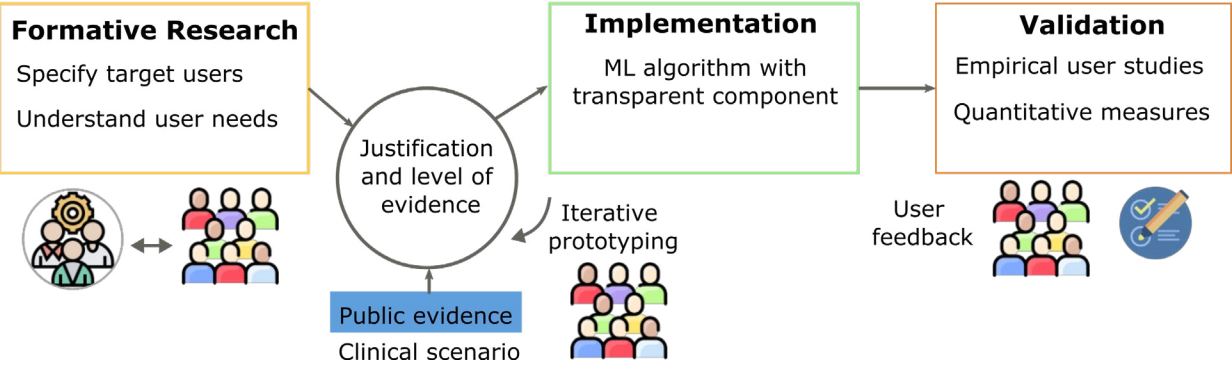 Formative Research
Specify target users
Understand user needs
Justification
and level of
evidence
Public evidence
Clinical scenario
Iterative
prototyping
Implementation
ML algorithm with
transparent component
Validation
Empirical user studies
Quantitative measures
User
feedback